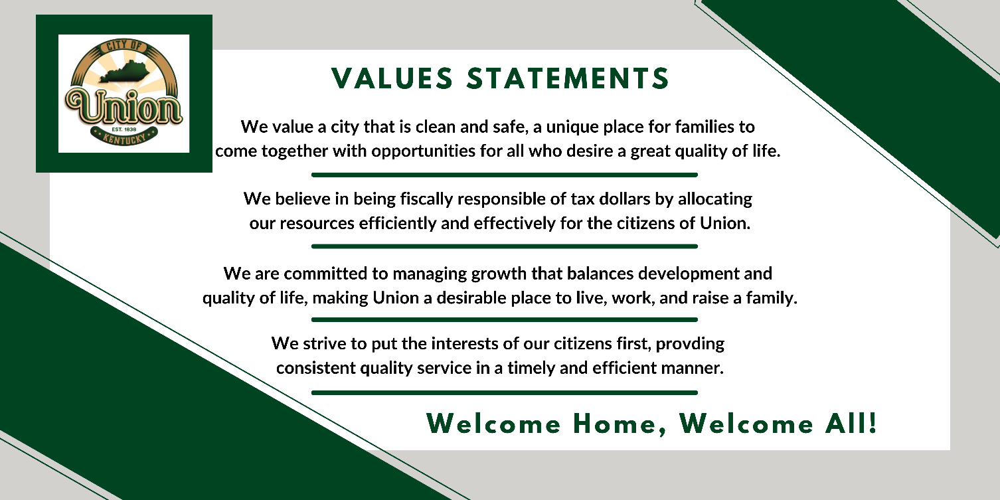 CITY OF
Union
EST. 1838
KENTUCKY
VALUES STATEMENTS
We value a city that is clean and safe, a unique place for families to
come together with opportunities for all who desire a great quality of life.
We believe in being fiscally responsible of tax dollars by allocating
our resources efficiently and effectively for the citizens of Union.
We are committed to managing growth that balances development and
quality of life, making Union a desirable place to live, work, and raise a family.
We strive to put the interests of our citizens first, provding
consistent quality service in a timely and efficient manner.
Welcome Home, Welcome All!